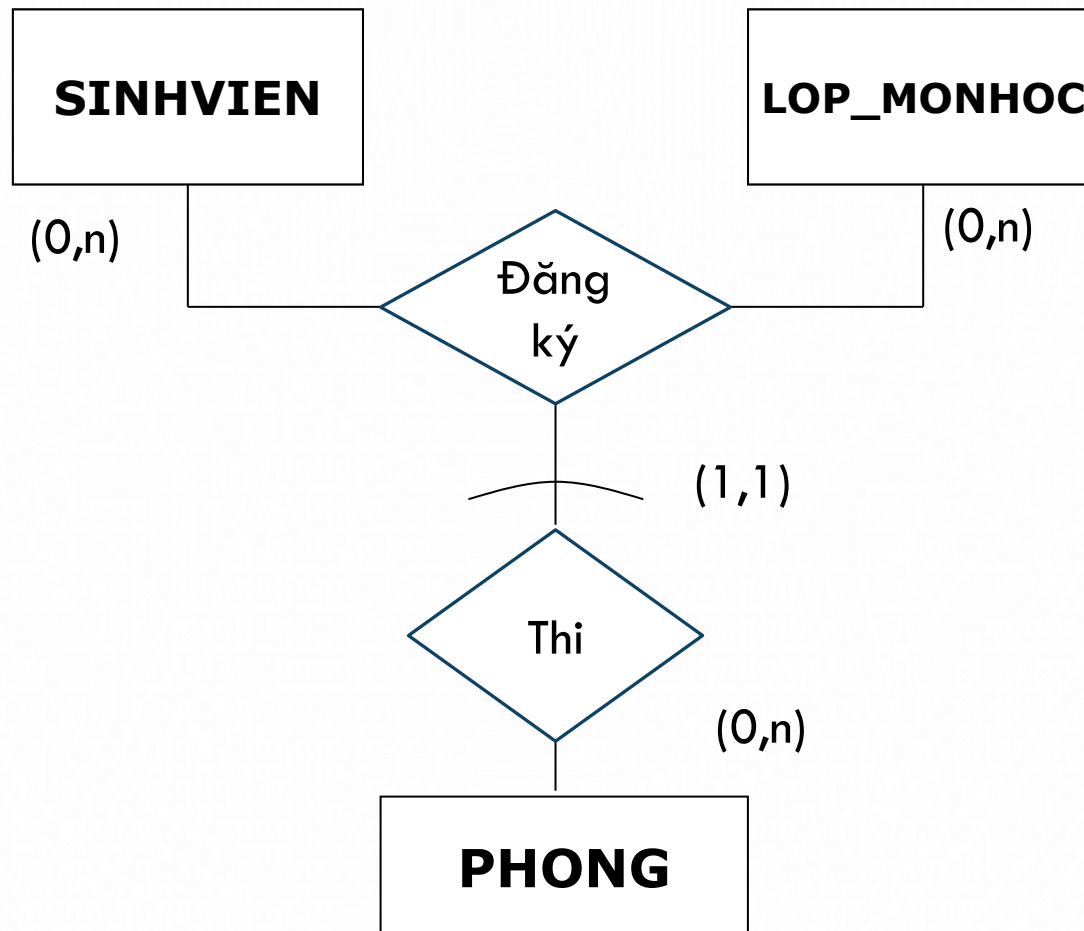 SINHVIEN
LOP_MONHOC
(0,n)
(0,n)
Đăng
ký
(1,1)
Thi
(0,n)
PHONG